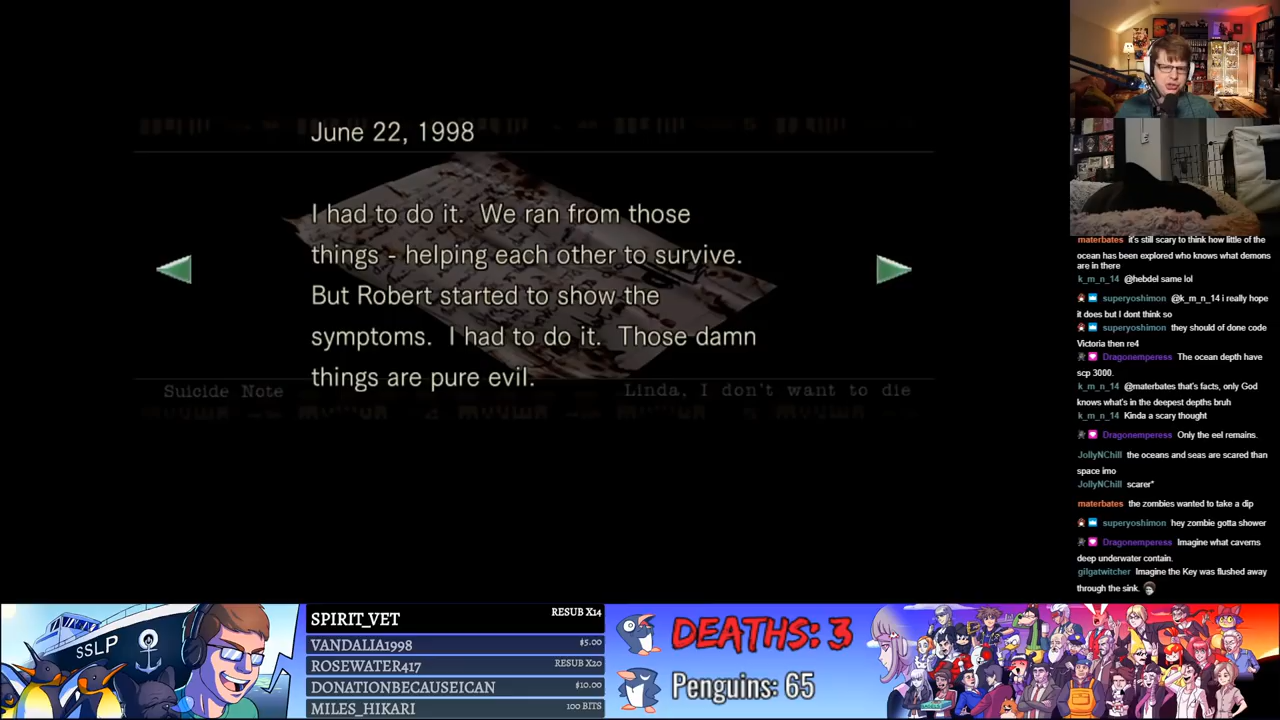 June 22, 1998
I had to do it. We ran from those
things - helping each other to survive.
But Robert started to show the
symptoms. I had to do it. Those damn
things are pure evil.
Suicide Note
Linda, I don't want to die
materbates it's still scary to think how little of the
ocean has been explored who knows what demons
are in there
k_m_n_14 @hebdel same lol
superyoshimon @k_m_n_14 i really hope
it does but I dont think so
superyoshimon they should of done code
Victoria then re4
Dragonemperess The ocean depth have
scp 3000.
k_m_n_14 @materbates that's facts, only God
knows what's in the deepest depths bruh
k_m_n_14 Kinda a scary thought
Dragonemperess Only the eel remains.
JollyNChill the oceans and seas are scared than
space imo
JollyNChill scarer*
materbates the zombies wanted to take a dip
superyoshimon hey zombie gotta shower
Dragonemperess Imagine what caverns
deep underwater contain.
gilgatwitcher Imagine the Key was flushed away
through the sink.
SSLP
SPIRIT_VET RESUB X14
VANDALIA1998 $5.00
ROSEWATER417 RESUB X20
DONATIONBECAUSEICAN $10.00
MILES_HIKARI 100 BITS
DEATHS: 3
Penguins: 65